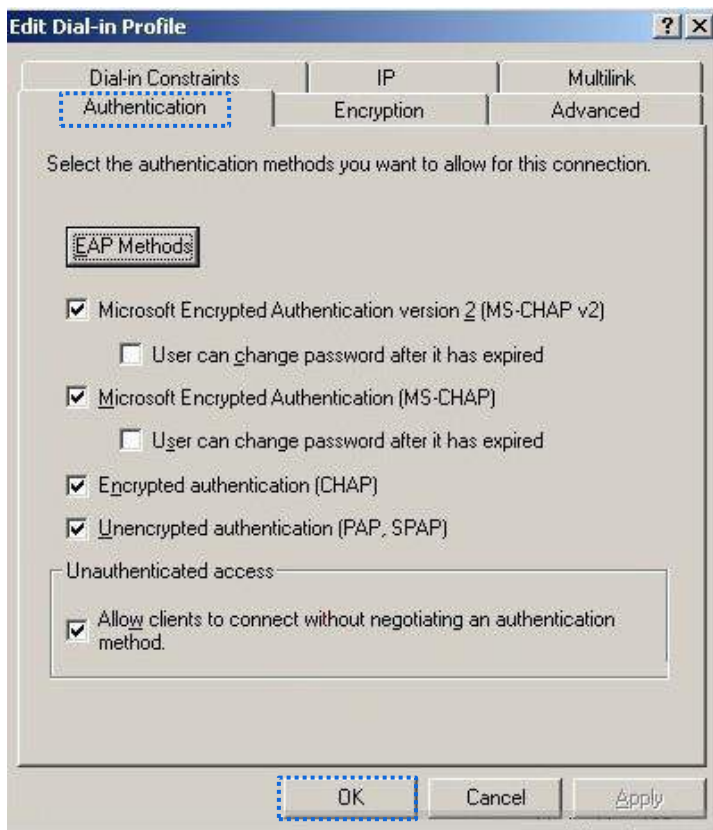 Edit Dial-in Profile
Dial-in Constraints IP Multilink
Authentication Encryption Advanced
Select the authentication methods you want to allow for this connection.
EAP Methods
Microsoft Encrypted Authentication version 2 (MS-CHAP v2)
User can change password after it has expired
Microsoft Encrypted Authentication (MS-CHAP)
User can change password after it has expired
Encrypted authentication (CHAP)
Unencrypted authentication (PAP, SPAP)
Unauthenticated access
Allow clients to connect without negotiating an authentication
method.
OK Cancel Apply